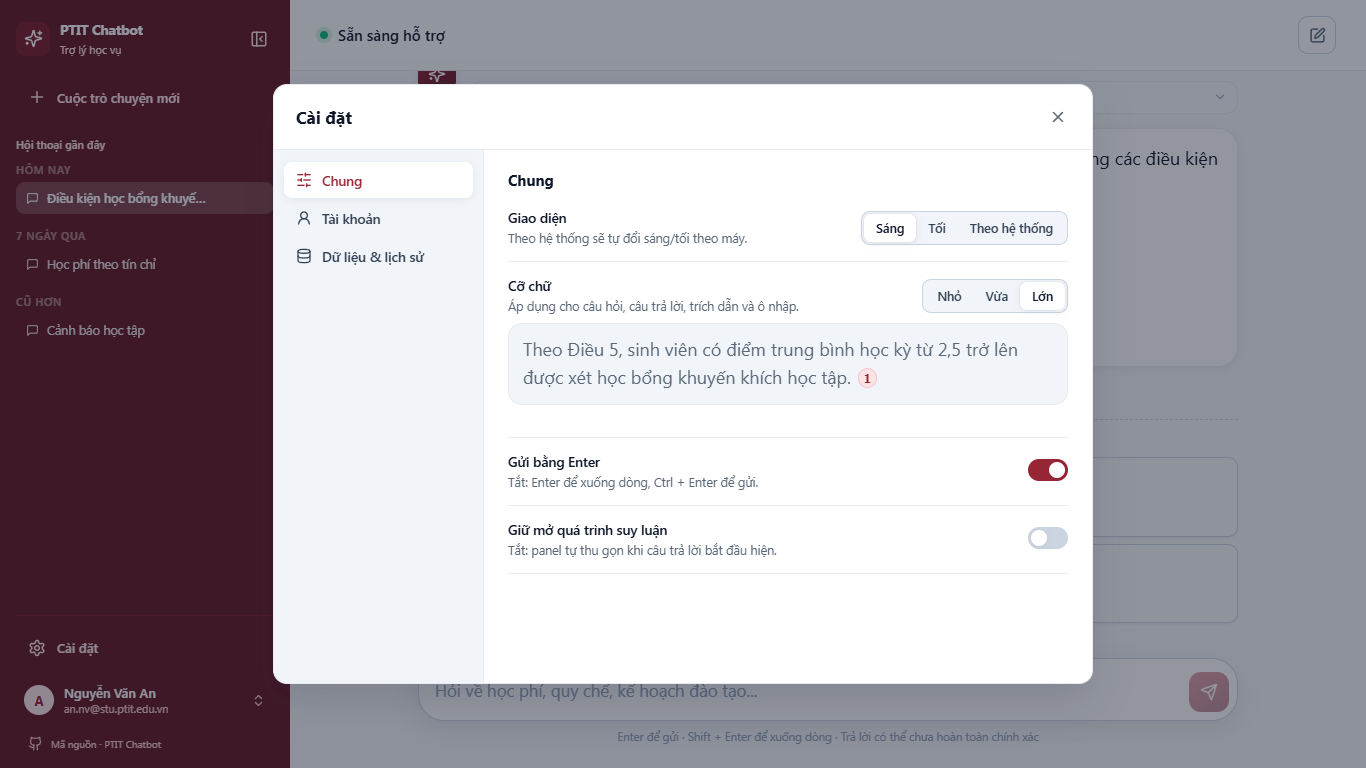 PTIT Chatbot
Trợ lý học vụ
Cuộc trò chuyện mới
Hội thoại gần đây
HÔM NAY
Điều kiện học bổng khuyế...
7 NGÀY QUA
Học phí theo tín chỉ
CŨ HƠN
Cảnh báo học tập
Cài đặt
A
Nguyễn Văn An
an.nv@stu.ptit.edu.vn
Mã nguồn · PTIT Chatbot
Sẵn sàng hỗ trợ
các điều kiện
Cài đặt
Chung
Tài khoản
Dữ liệu & lịch sử
Chung
Giao diện
Theo hệ thống sẽ tự đổi sáng/tối theo máy.
Sáng Tối Theo hệ thống
Cỡ chữ
Áp dụng cho câu hỏi, câu trả lời, trích dẫn và ô nhập.
Nhỏ Vừa Lớn
Theo Điều 5, sinh viên có điểm trung bình học kỳ từ 2,5 trở lên
được xét học bổng khuyến khích học tập. 1
Gửi bằng Enter
Tắt: Enter để xuống dòng, Ctrl + Enter để gửi.
Giữ mở quá trình suy luận
Tắt: panel tự thu gọn khi câu trả lời bắt đầu hiện.
Hỏi về học phí, quy chế, kế hoạch đào tạo...
Enter để gửi · Shift + Enter để xuống dòng · Trả lời có thể chưa hoàn toàn chính xác